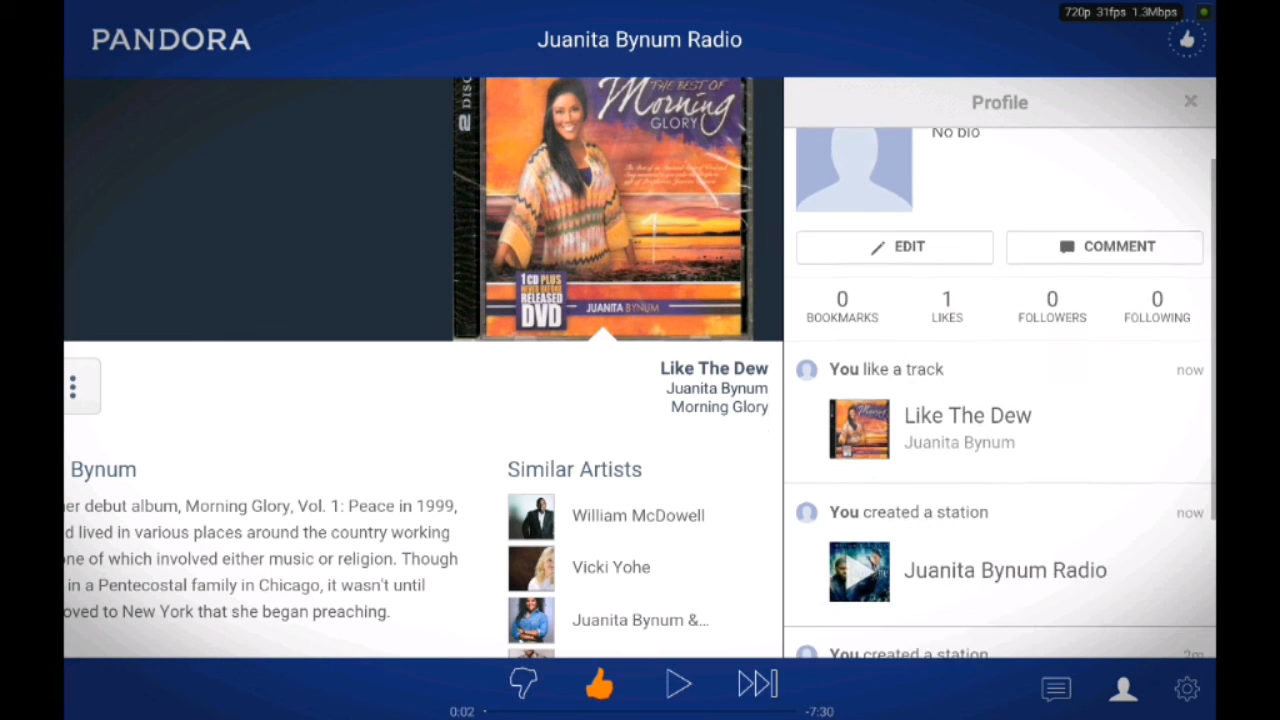 720p 31fps 1.3Mbps
PANDORA
Juanita Bynum Radio
2 DISC
THE BEST OF
Morning
GLORY
1 CD PLUS
NEVER BEFORE
RELEASED
DVD
JUANITA BYNUM
Like The Dew
Juanita Bynum
Morning Glory
Bynum
er debut album, Morning Glory, Vol. 1: Peace in 1999,
d lived in various places around the country working
one of which involved either music or religion. Though
in a Pentecostal family in Chicago, it wasn't until
oved to New York that she began preaching.
Similar Artists
William McDowell
Vicki Yohe
Juanita Bynum &...
Profile
No bio
EDIT
COMMENT
0
BOOKMARKS
1
LIKES
0
FOLLOWERS
0
FOLLOWING
You like a track
now
Like The Dew
Juanita Bynum
You created a station
now
Juanita Bynum Radio
You created a station
2m
0:02
-7:30